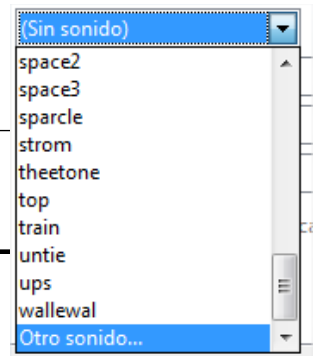 (Sin sonido)
space2
space3
sparcle
strom
theetone
top
train
untie
ups
wallewal
Otro sonido...